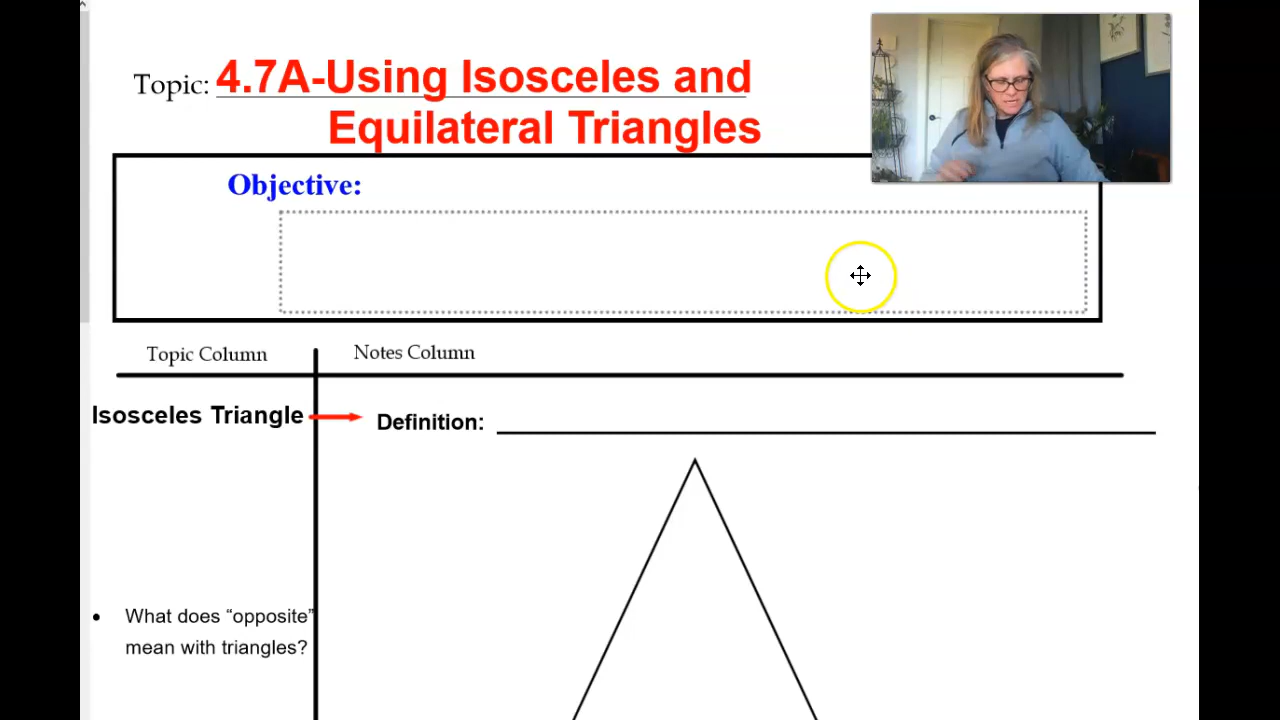 Topic: 4.7A-Using Isosceles and
Equilateral Triangles
Objective:
Topic Column
Notes Column
Isosceles Triangle
Definition:
• What does “opposite”
mean with triangles?